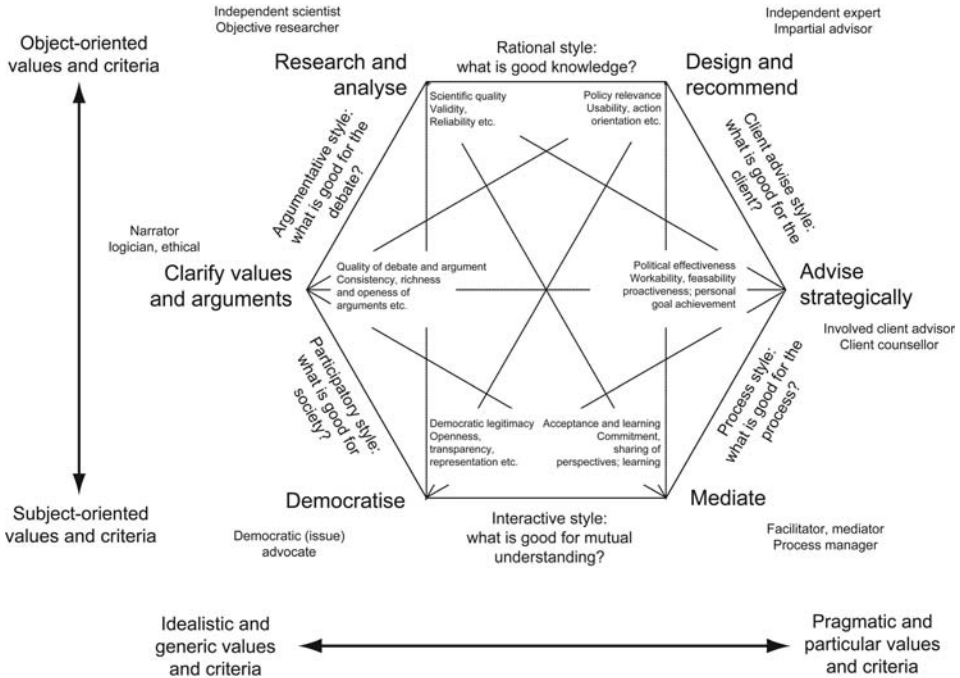 Independent scientist
Objective researcher
Independent expert
Impartial advisor
Object-oriented
values and criteria
Research and
analyse
Rational style:
what is good knowledge?
Design and
recommend
Scientific quality
Validity,
Reliability etc.
Policy relevance
Usability, action
orientation etc.
Argumentative style:
what is good for the
debate?
Client advise style:
what is good for the
client?
Narrator
logician, ethical
Clarify values
and arguments
Quality of debate and argument
Consistency, richness
and openess of
arguments etc.
Political effectiveness
Workability, feasability
proactiveness; personal
goal achievement
Advise
strategically
Involved client advisor
Client counsellor
Participatory style:
what is good for
society?
Process style:
what is good for the
process?
Democratic legitimacy
Openness,
transparency,
representation etc.
Acceptance and learning
Commitment,
sharing of
perspectives; learning
Subject-oriented
values and criteria
Democratise
Interactive style:
what is good for mutual
understanding?
Mediate
Democratic (issue)
advocate
Facilitator, mediator
Process manager
Idealistic and
generic values
and criteria
Pragmatic and
particular values
and criteria